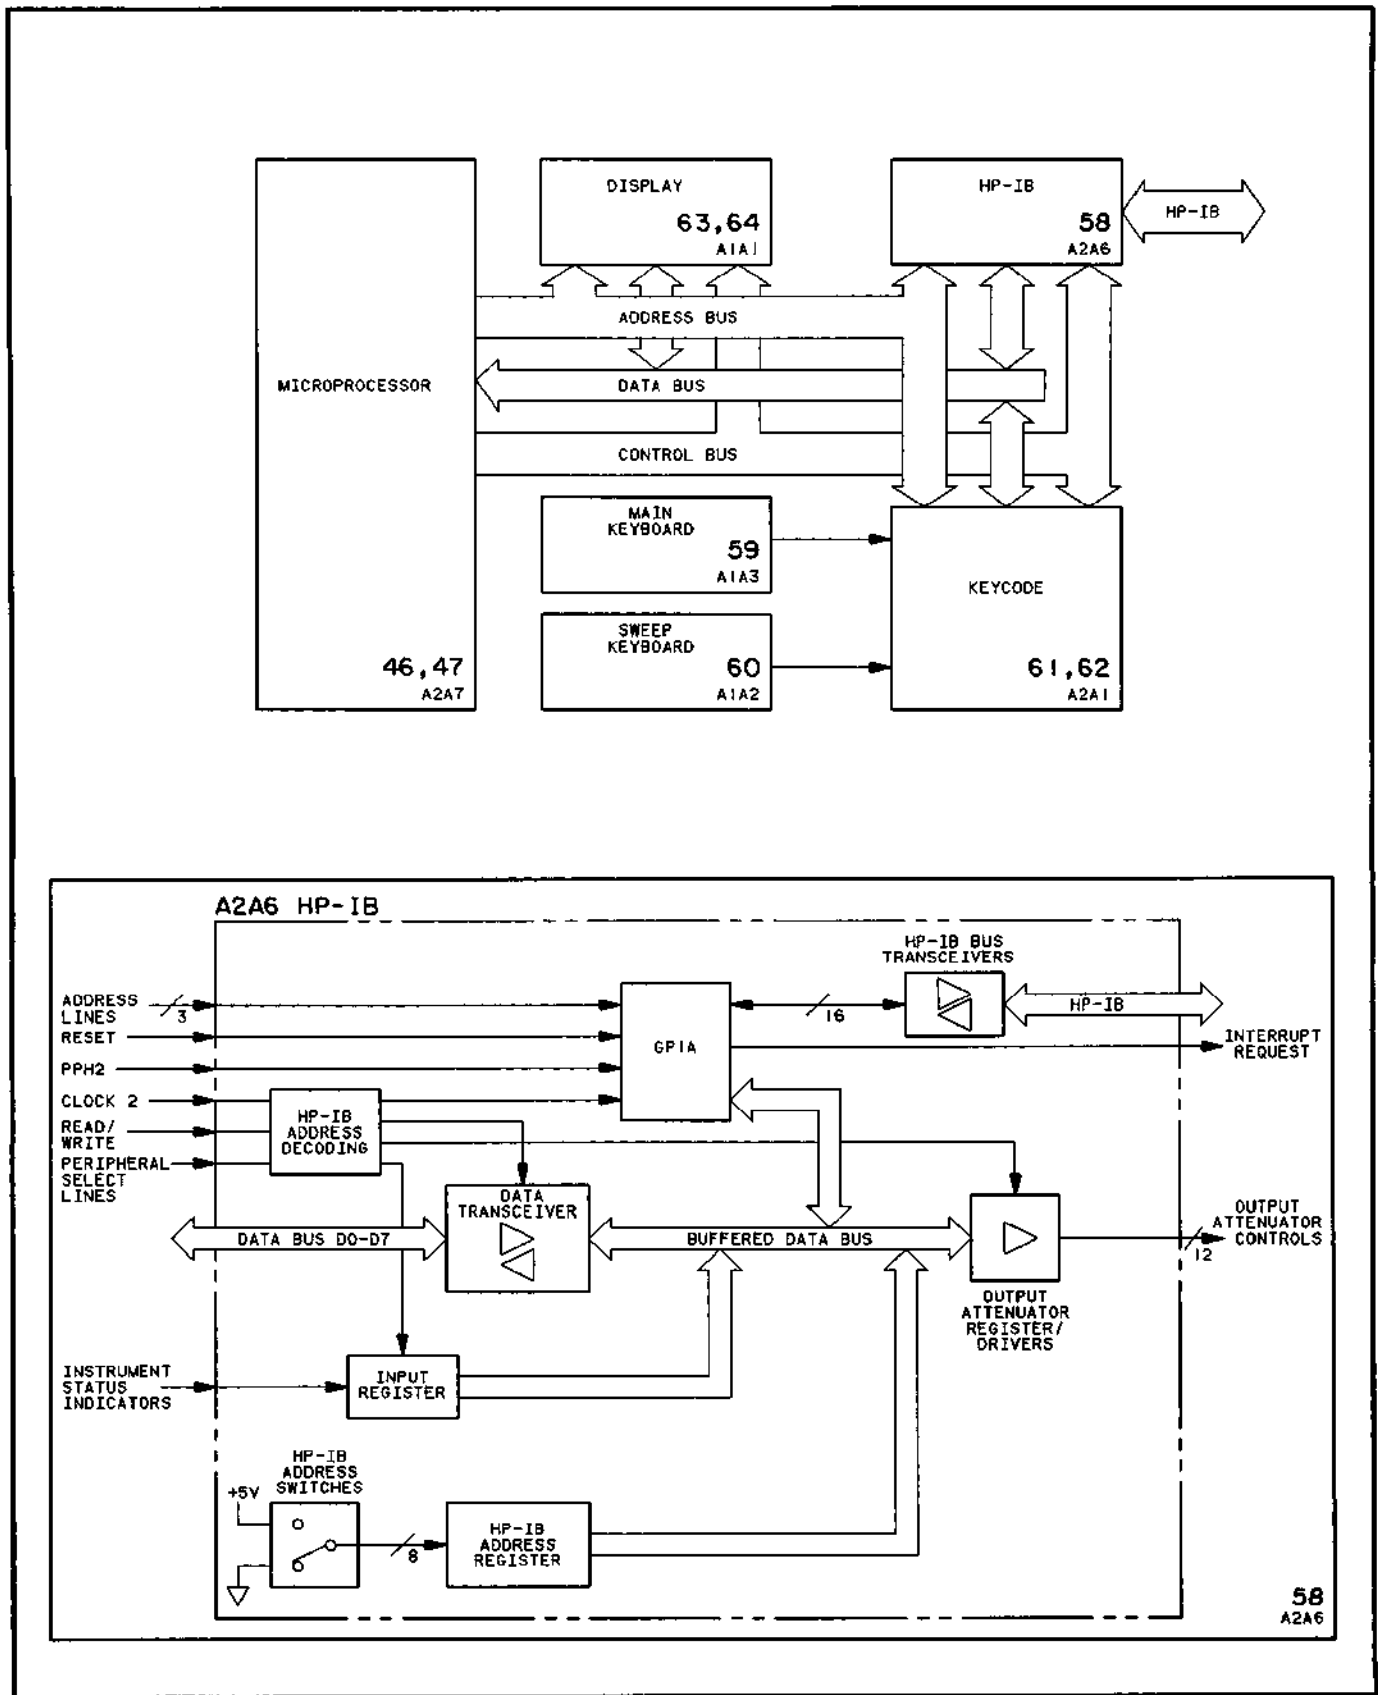 DISPLAY
63,64
A1A1
HP-IB
58
A2A6
HP-IB
ADDRESS BUS
MICROPROCESSOR
DATA BUS
CONTROL BUS
MAIN
KEYBOARD
59
A1A3
KEYCODE
SWEEP
KEYBOARD
60
A1A2
46,47
A2A7
61,62
A2A1
A2A6 HP-IB
HP-IB BUS
TRANSCEIVERS
ADDRESS
LINES
3
16
HP-IB
RESET
GPIA
INTERRUPT
REQUEST
PPH2
CLOCK 2
HP-IB
ADDRESS
DECODING
READ/
WRITE
PERIPHERAL
SELECT
LINES
DATA
TRANSCEIVER
DATA BUS D0-D7
BUFFERED DATA BUS
OUTPUT
ATTENUATOR
CONTROLS
12
OUTPUT
ATTENUATOR
REGISTER/
DRIVERS
INSTRUMENT
STATUS
INDICATORS
INPUT
REGISTER
HP-IB
ADDRESS
SWITCHES
+5V
8
HP-IB
ADDRESS
REGISTER
58
A2A6